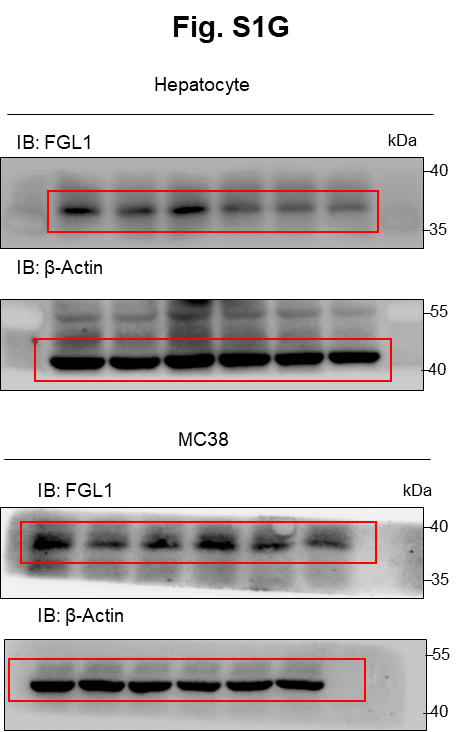 Fig. S1G
Hepatocyte
IB: FGL1 kDa
40
35
IB: β-Actin
55
40
MC38
IB: FGL1 kDa
40
35
IB: β-Actin
55
40